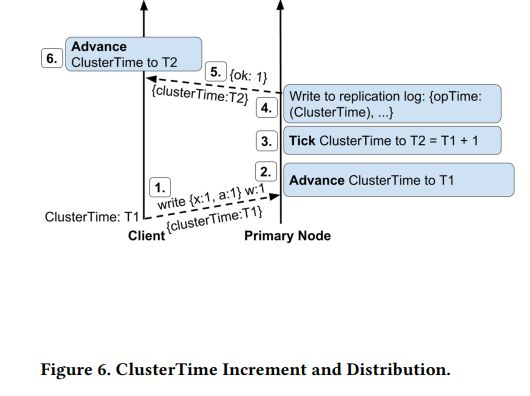 6.
Advance
ClusterTime to T2
5. {ok: 1}
{clusterTime:T2}
4.
Write to replication log: {opTime:
(ClusterTime), ...}
3.
Tick ClusterTime to T2 = T1 + 1
2.
Advance ClusterTime to T1
1.
write {x:1, a:1} w:1
ClusterTime: T1
{clusterTime:T1}
Client
Primary Node
Figure 6. ClusterTime Increment and Distribution.